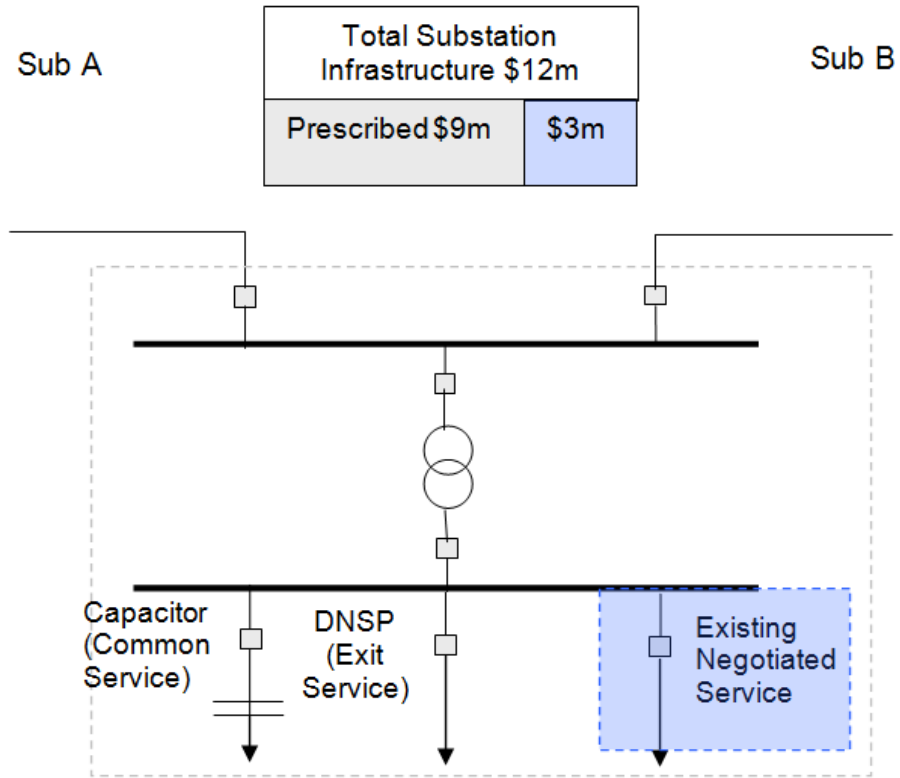 Sub A
Total Substation
Infrastructure $12m
Sub B
Prescribed $9m
$3m
Capacitor
(Common
Service)
DNSP
(Exit
Service)
Existing
Negotiated
Service